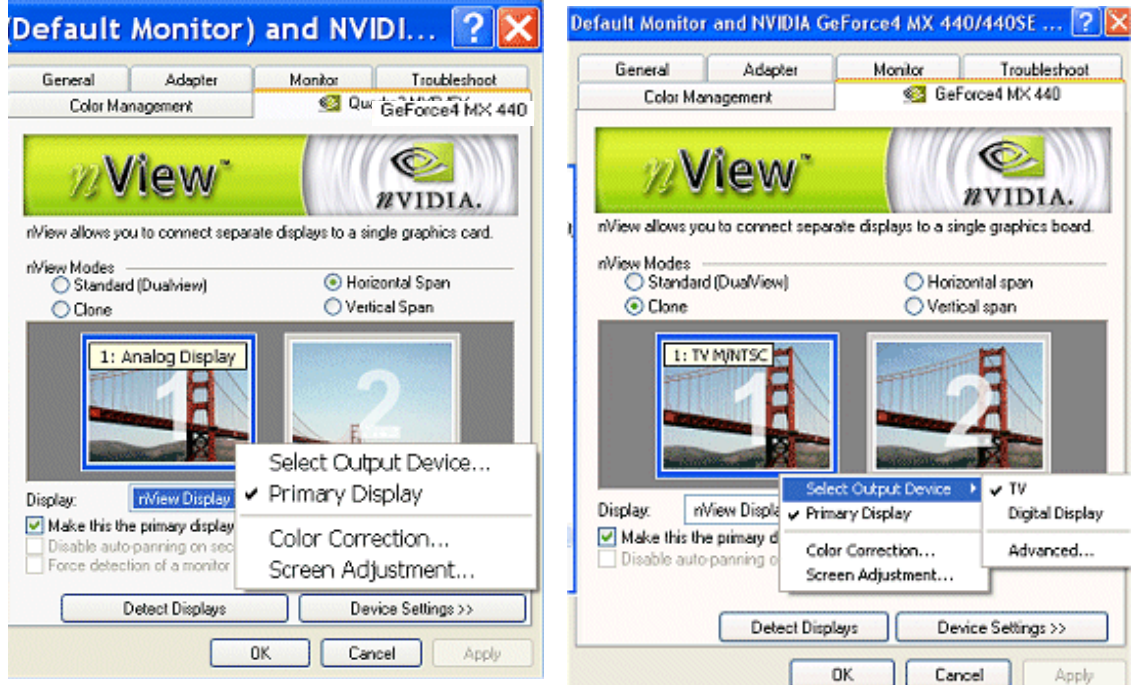 (Default Monitor) and NVIDI...
General Adapter Monitor Troubleshoot
Color Management GeForce4 MX 440
nView™
nVIDIA.
nView allows you to connect separate displays to a single graphics card.
nView Modes
Standard (Dualview) Horizontal Span
Clone Vertical Span
1: Analog Display
1 2
Select Output Device...
Display: nView Display
Primary Display
Make this the primary display
Color Correction...
Disable auto-panning on sec
Screen Adjustment...
Force detection of a monitor
Detect Displays Device Settings >>
OK Cancel Apply
Default Monitor and NVIDIA GeForce4 MX 440/440SE ...
General Adapter Monitor Troubleshoot
Color Management GeForce4 MX 440
nView™
nVIDIA.
nView allows you to connect separate displays to a single graphics board.
nView Modes
Standard (DualView) Horizontal span
Clone Vertical span
1: TV M/NTSC
1 2
Select Output Device TV
Display: nView Displa
Primary Display Digital Display
Make this the primary d
Color Correction... Advanced...
Disable auto-panning o
Screen Adjustment...
Detect Displays Device Settings >>
OK Cancel Apply